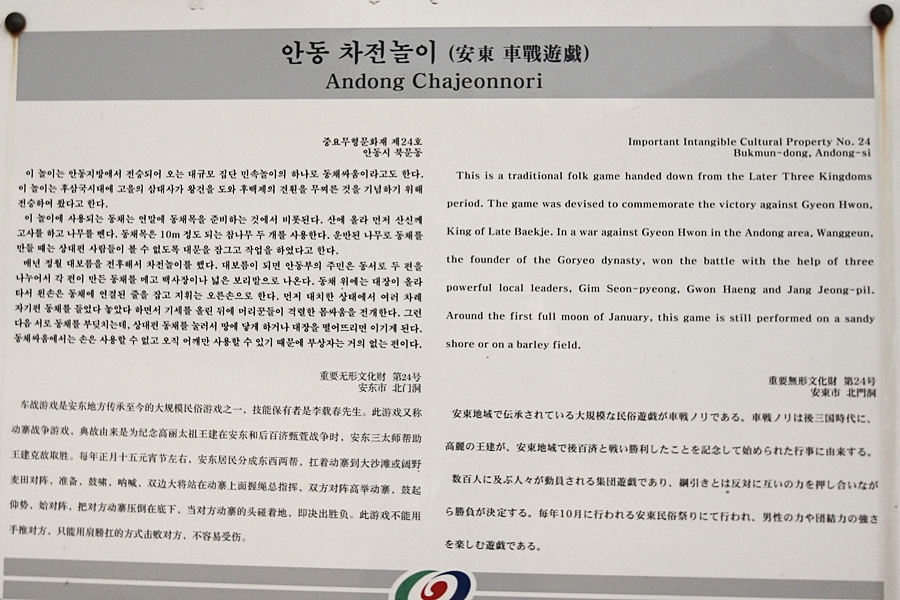 안동 차전놀이 (安東 車戰遊戱)
Andong Chajeonnori
중요무형문화재 제24호
안동시 북문동
이 놀이는 안동지방에서 전승되어 오는 대규모 집단 민속놀이의 하나로 동채싸움이라고도 한다.
이 놀이는 후삼국시대에 고을의 삼태사가 왕건을 도와 후백제의 견훤을 무찌른 것을 기념하기 위해
전승하여 왔다고 한다.
이 놀이에 사용되는 동채는 연말에 동채목을 준비하는 것에서 비롯된다. 산에 올라 먼저 산신께
고사를 하고 나무를 벤다. 동채목은 10m 정도 되는 참나무 두 개를 사용한다. 운반된 나무로 동채를
만들 때는 상대편 사람들이 볼 수 없도록 대문을 잠그고 작업을 하였다고 한다.
매년 정월 대보름을 전후해서 차전놀이를 했다. 대보름이 되면 안동부의 주민은 동서로 두 편을
나누어서 각 편이 만든 동채를 메고 백사장이나 넓은 보리밭으로 나온다. 동채 위에는 대장이 올라
타서 왼손은 동채에 연결된 줄을 잡고 지휘는 오른손으로 한다. 먼저 대치한 상태에서 여러 차례
자기편 동채를 들었다 놓았다 하면서 기세를 올린 뒤에 머리꾼들이 격렬한 몸싸움을 전개한다. 그런
다음 서로 동채를 부딪치는데, 상대편 동채를 눌러서 땅에 닿게 하거나 대장을 떨어뜨리면 이기게 된다.
동채싸움에서는 손은 사용할 수 없고 오직 어깨만 사용할 수 있기 때문에 부상자는 거의 없는 편이다.
Important Intangible Cultural Property No. 24
Bukmun-dong, Andong-si
This is a traditional folk game handed down from the Later Three Kingdoms
period. The game was devised to commemorate the victory against Gyeon Hwon,
King of Late Baekje. In a war against Gyeon Hwon in the Andong area, Wanggeun,
the founder of the Goryeo dynasty, won the battle with the help of three
powerful local leaders, Gim Seon-pyeong, Gwon Haeng and Jang Jeong-pil.
Around the first full moon of January, this game is still performed on a sandy
shore or on a barley field.
重要无形文化财 第24号
安东市 北门洞
车战游戏是安东地方传承至今的大规模民俗游戏之一，技能保有者是李载春先生。此游戏又称
动寨战争游戏，典故由来是为纪念高丽太祖王建在安东和后百济甄萱战争时，安东三太师帮助
王建克敌取胜。每年正月十五元宵节左右，安东居民分成东西两帮，扛着动寨到大沙滩或阔野
麦田对阵，准备，鼓啸，呐喊，双边大将站在动寨上面握绳总指挥，双方对阵高举动寨，鼓起
仰势，始对阵，把对方动寨压倒在底下，当对方动寨的头碰着地，即决出胜负。此游戏不能用
手推对方，只能用肩膀扛的方式击败对方，不容易受伤。
重要無形文化財 第24号
安東市 北門洞
安東地域で伝承されている大規模な民俗遊戯が車戦ノリである。車戦ノリは後三国時代に、
高麗の王建が、安東地域で後百済と戦い勝利したことを記念して始められた行事に由来する。
数百人に及ぶ人々が動員される集団遊戯であり、綱引きとは反対に互いの力を押し合いなが
ら勝負が決定する。毎年10月に行われる安東民俗祭りにて行われ、男性の力や団結力の強さ
を楽しむ遊戯である。